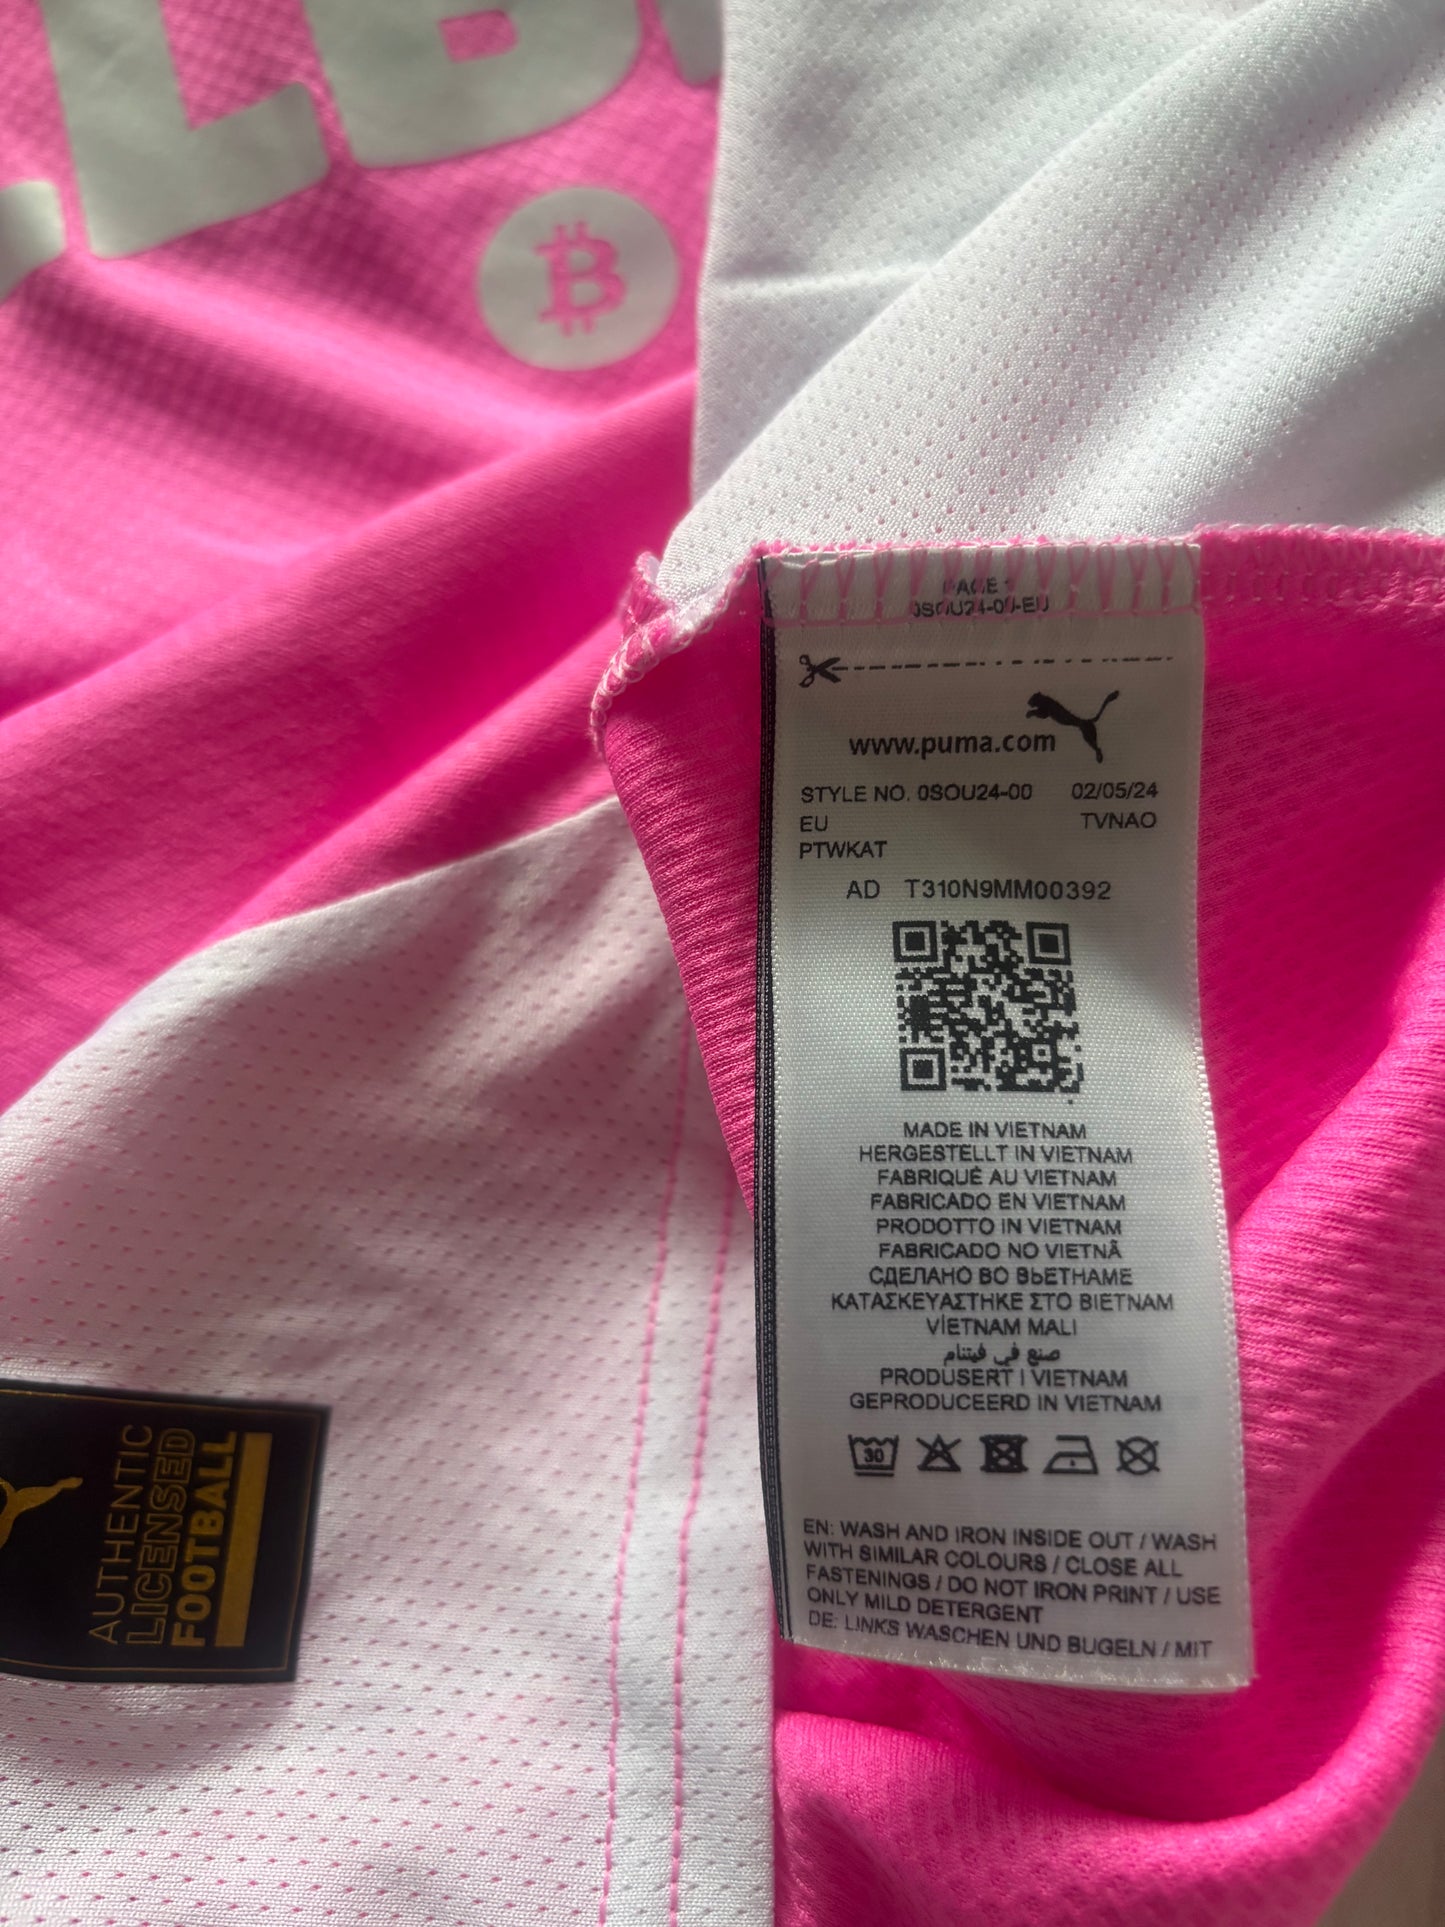 LB
PAGE 1
0SOU24-00-EU
www.puma.com
STYLE NO. 0SOU24-00 02/05/24
EU TVNAO
PTWKAT
AD T310N9MM00392
MADE IN VIETNAM
HERGESTELLT IN VIETNAM
FABRIQUÉ AU VIETNAM
FABRICADO EN VIETNAM
PRODOTTO IN VIETNAM
FABRICADO NO VIETNÃ
СДЕЛАНО ВО ВЬЕТНАМЕ
ΚΑΤΑΣΚΕΥΑΣΤΗΚΕ ΣΤΟ ΒΙΕΤΝΑΜ
VİETNAM MALI
صنع في فيتنام
PRODUSERT I VIETNAM
GEPRODUCEERD IN VIETNAM
30
EN: WASH AND IRON INSIDE OUT / WASH
WITH SIMILAR COLOURS / CLOSE ALL
FASTENINGS / DO NOT IRON PRINT / USE
ONLY MILD DETERGENT
DE: LINKS WASCHEN UND BUGELN / MIT
AUTHENTIC
LICENSED
FOOTBALL